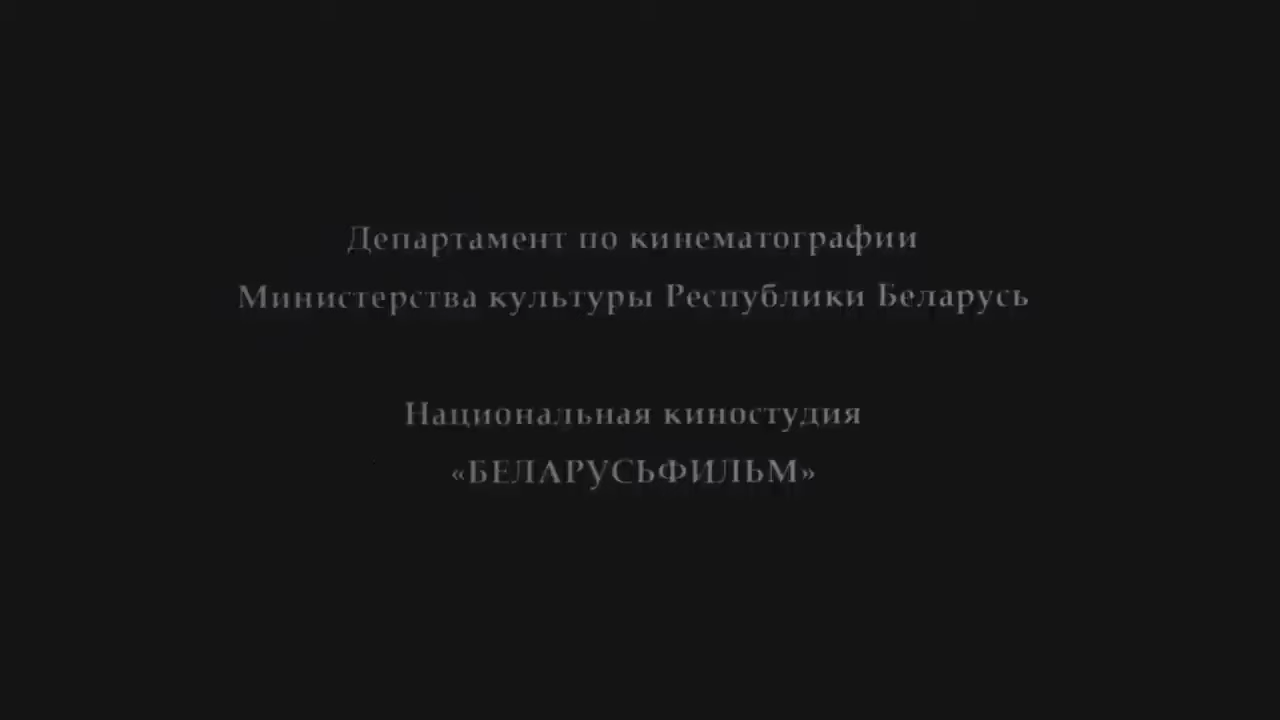 Департамент по кинематографии
Министерства культуры Республики Беларусь
Национальная киностудия
«БЕЛАРУСЬФИЛЬМ»